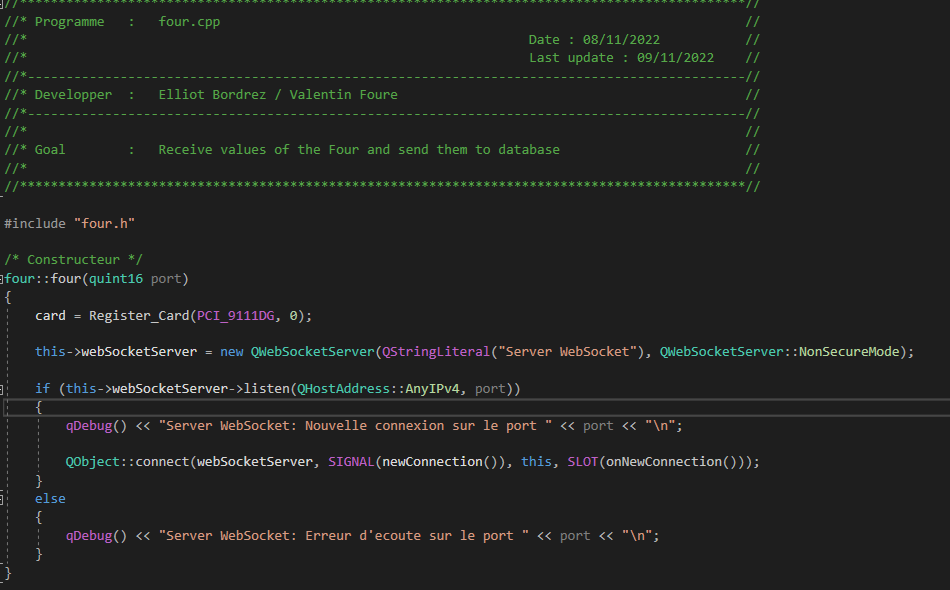 //**********************************************************************************************//
//* Programme   :   four.cpp                                                                    //
//*                                                                 Date : 08/11/2022           //
//*                                                                 Last update : 09/11/2022    //
//*---------------------------------------------------------------------------------------------//
//* Developper  :   Elliot Bordrez / Valentin Foure                                             //
//*---------------------------------------------------------------------------------------------//
//*                                                                                             //
//* Goal        :   Receive values of the Four and send them to database                        //
//*                                                                                             //
//**********************************************************************************************//
#include "four.h"
/* Constructeur */
four::four(quint16 port)
{
    card = Register_Card(PCI_9111DG, 0);
    this->webSocketServer = new QWebSocketServer(QStringLiteral("Server WebSocket"), QWebSocketServer::NonSecureMode);
    if (this->webSocketServer->listen(QHostAddress::AnyIPv4, port))
    {
        qDebug() << "Server WebSocket: Nouvelle connexion sur le port " << port << "\n";
        QObject::connect(webSocketServer, SIGNAL(newConnection()), this, SLOT(onNewConnection()));
    }
    else
    {
        qDebug() << "Server WebSocket: Erreur d'ecoute sur le port " << port << "\n";
    }
}